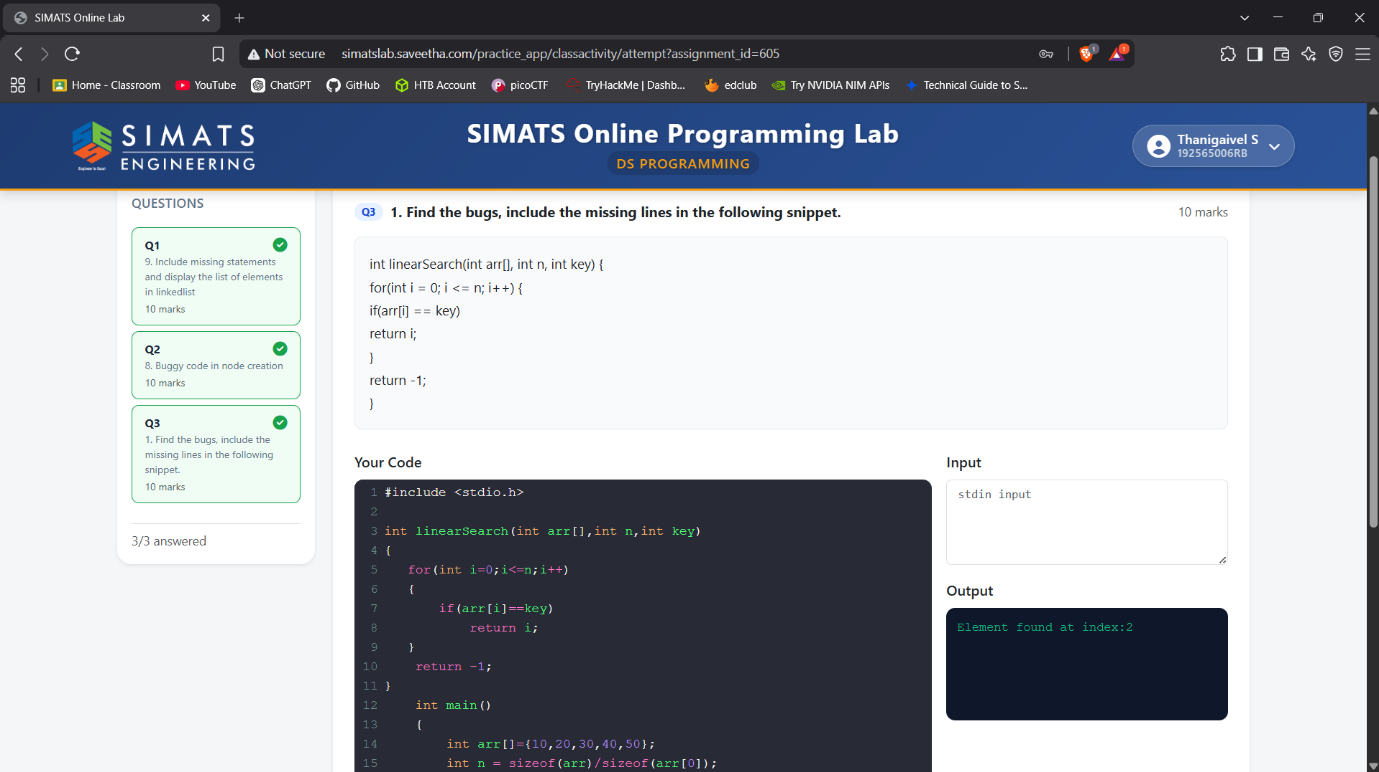 SIMATS Online Lab
Not secure
simatslab.saveetha.com/practice_app/classactivity/attempt?assignment_id=605
1
1
Home - Classroom
YouTube
ChatGPT
GitHub
HTB Account
picoCTF
TryHackMe | Dashb...
edclub
Try NVIDIA NIM APIs
Technical Guide to S...
SIMATS
ENGINEERING
Engineer to Excel
SIMATS Online Programming Lab
DS PROGRAMMING
Thanigaivel S
192565006RB
QUESTIONS
Q1
9. Include missing statements
and display the list of elements
in linkedlist
10 marks
Q2
8. Buggy code in node creation
10 marks
Q3
1. Find the bugs, include the
missing lines in the following
snippet.
10 marks
3/3 answered
Q3 1. Find the bugs, include the missing lines in the following snippet.
10 marks
int linearSearch(int arr[], int n, int key) {
for(int i = 0; i <= n; i++) {
if(arr[i] == key)
return i;
}
return -1;
}
Your Code
1 #include <stdio.h>
2
3 int linearSearch(int arr[],int n,int key)
4 {
5 for(int i=0;i<=n;i++)
6 {
7 if(arr[i]==key)
8 return i;
9 }
10 return -1;
11 }
12 int main()
13 {
14 int arr[]={10,20,30,40,50};
15 int n = sizeof(arr)/sizeof(arr[0]);
Input
stdin input
Output
Element found at index:2